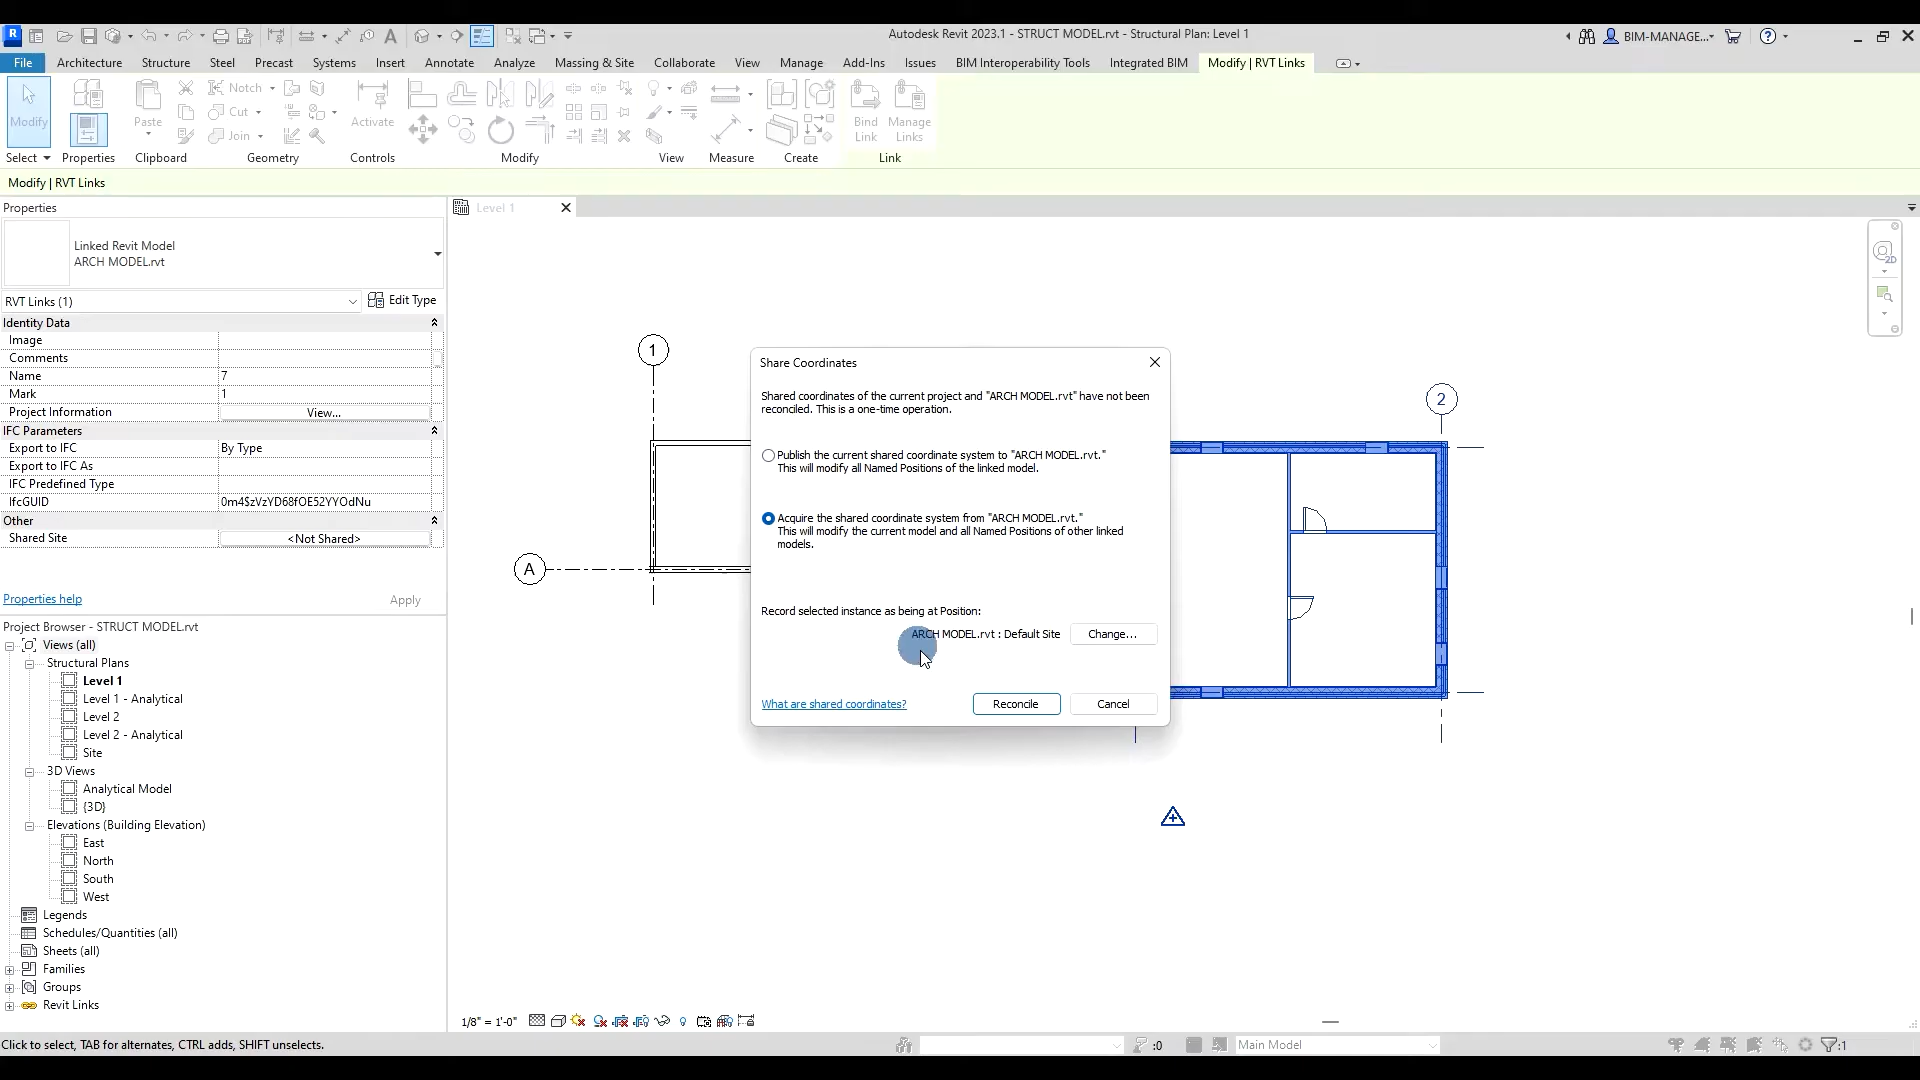 R
A
Autodesk Revit 2023.1 - STRUCT MODEL.rvt - Structural Plan: Level 1
BIM-MANAGE...
File
Architecture
Structure
Steel
Precast
Systems
Insert
Annotate
Analyze
Massing & Site
Collaborate
View
Manage
Add-Ins
Issues
BIM Interoperability Tools
Integrated BIM
Modify | RVT Links
Modify
Paste
Notch
Cut
Join
Activate
Bind
Link
Manage
Links
Select
Properties
Clipboard
Geometry
Controls
Modify
View
Measure
Create
Link
Modify | RVT Links
Properties
Level 1
Linked Revit Model
ARCH MODEL.rvt
2D
RVT Links (1)
Edit Type
Identity Data
Image
Comments
Name 7
Mark 1
Project Information View...
IFC Parameters
Export to IFC By Type
Export to IFC As
IFC Predefined Type
IfcGUID 0m4$zVzYD68fOE52YYOdNu
Other
Shared Site <Not Shared>
Properties help
Apply
Project Browser - STRUCT MODEL.rvt
Views (all)
Structural Plans
Level 1
Level 1 - Analytical
Level 2
Level 2 - Analytical
Site
3D Views
Analytical Model
{3D}
Elevations (Building Elevation)
East
North
South
West
Legends
Schedules/Quantities (all)
Sheets (all)
Families
Groups
Revit Links
1
A
2
Share Coordinates
Shared coordinates of the current project and "ARCH MODEL.rvt" have not been
reconciled. This is a one-time operation.
Publish the current shared coordinate system to "ARCH MODEL.rvt."
This will modify all Named Positions of the linked model.
Acquire the shared coordinate system from "ARCH MODEL.rvt."
This will modify the current model and all Named Positions of other linked
models.
Record selected instance as being at Position:
ARCH MODEL.rvt : Default Site
Change...
What are shared coordinates?
Reconcile
Cancel
1/8" = 1'-0"
Click to select, TAB for alternates, CTRL adds, SHIFT unselects.
:0
Main Model
:1